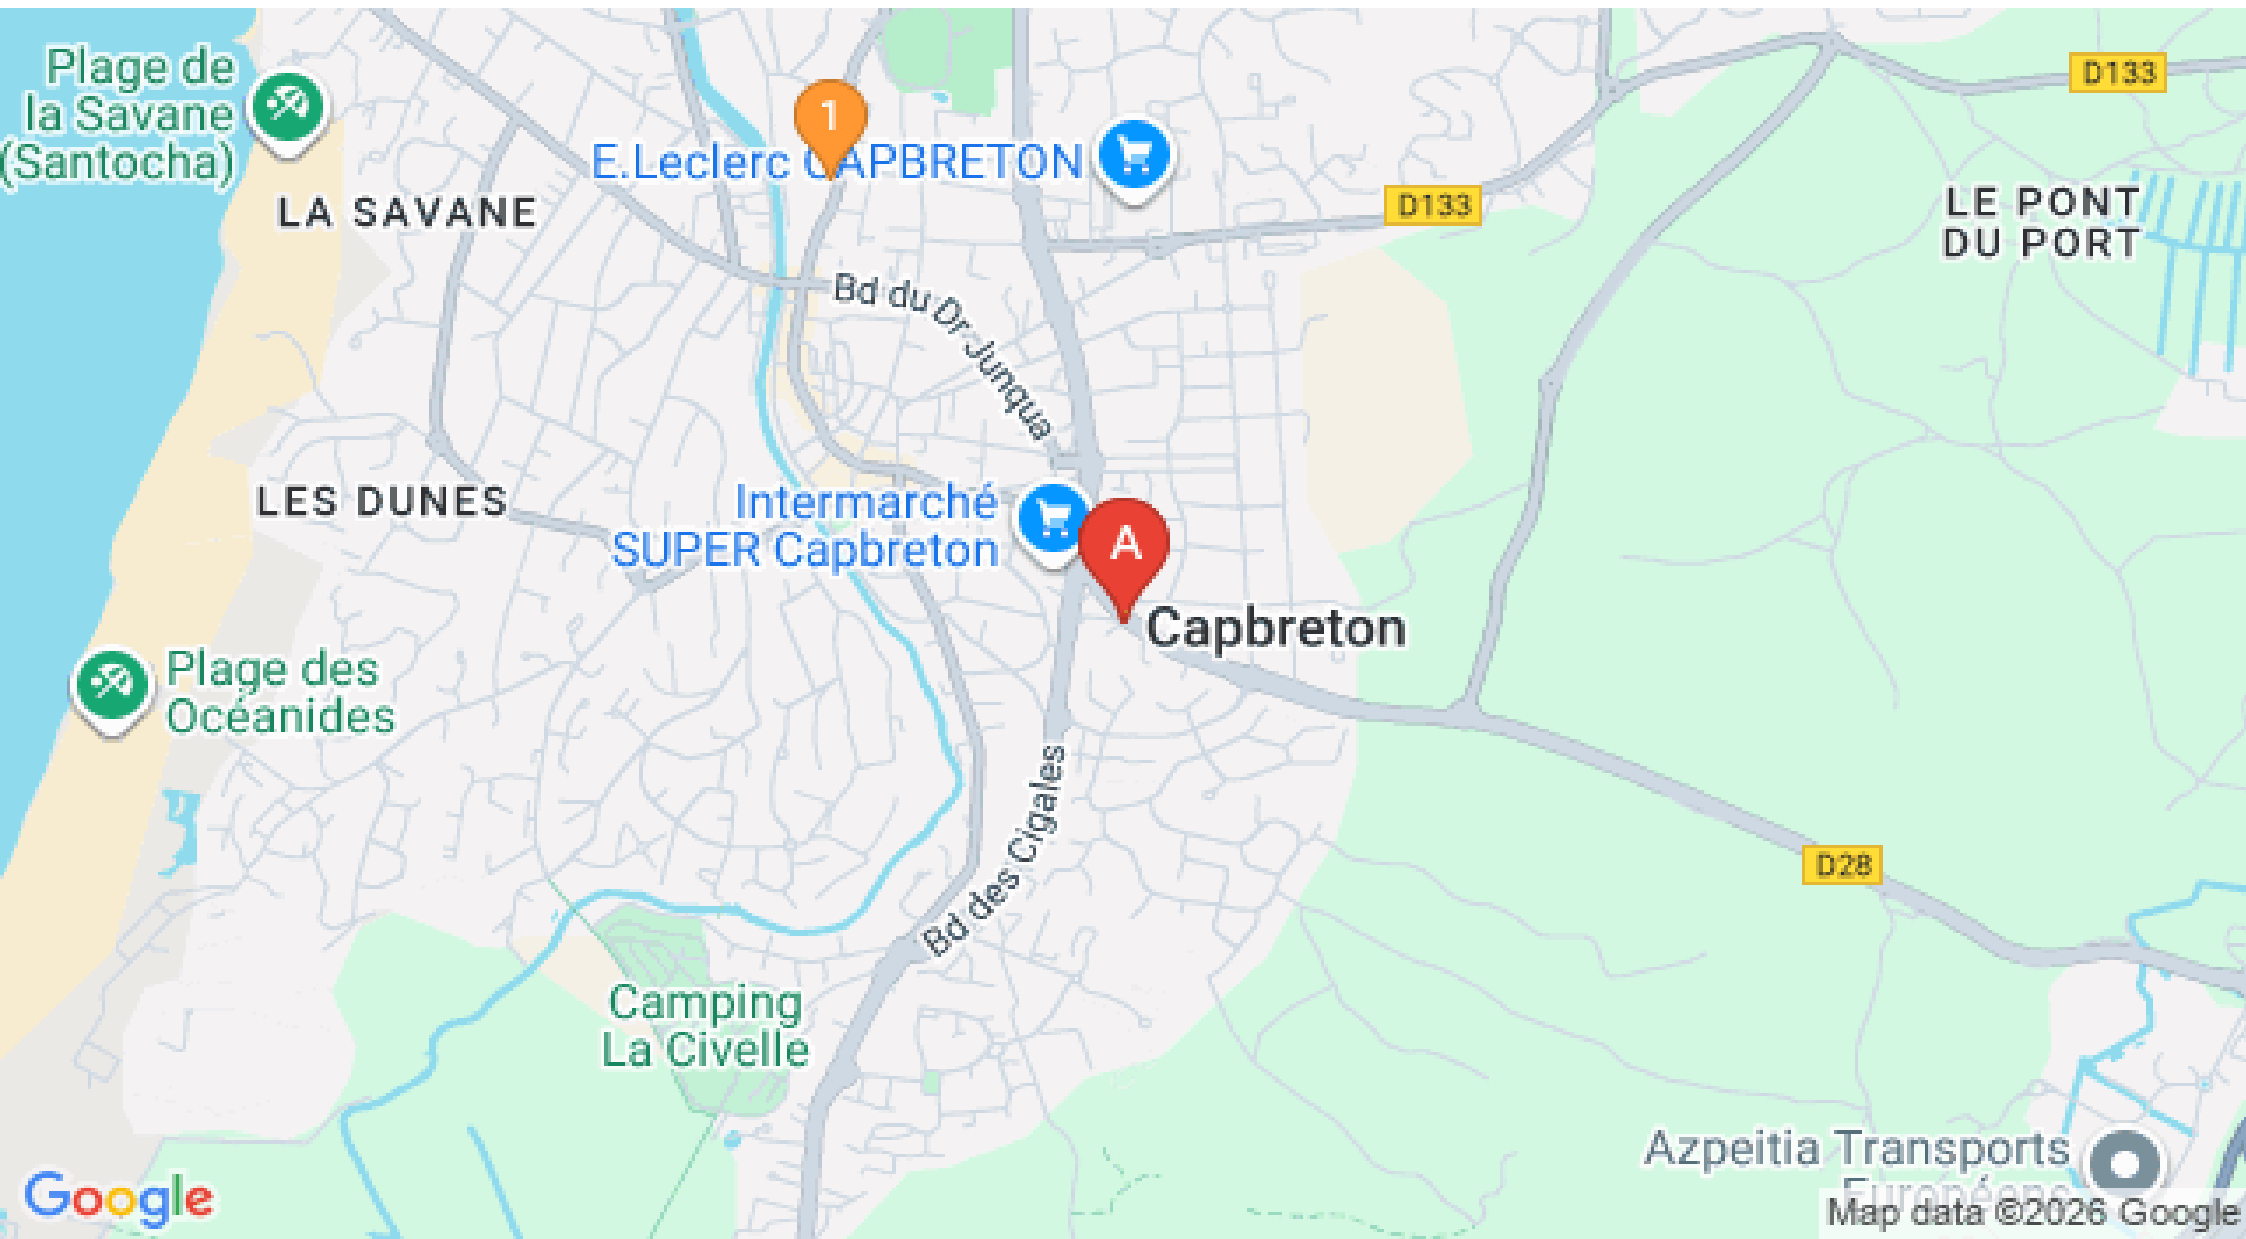 Plage de
la Savane
(Santocha)
1
E.Leclerc CAPBRETON
D133
D133
LA SAVANE
LE PONT
DU PORT
Bd du Dr Junqua
LES DUNES
Intermarché
SUPER Capbreton
A
Capbreton
Plage des
Océanides
Bd des Cigales
D28
Camping
La Civelle
Azpeitia Transports
Européens
Google
Map data ©2026 Google